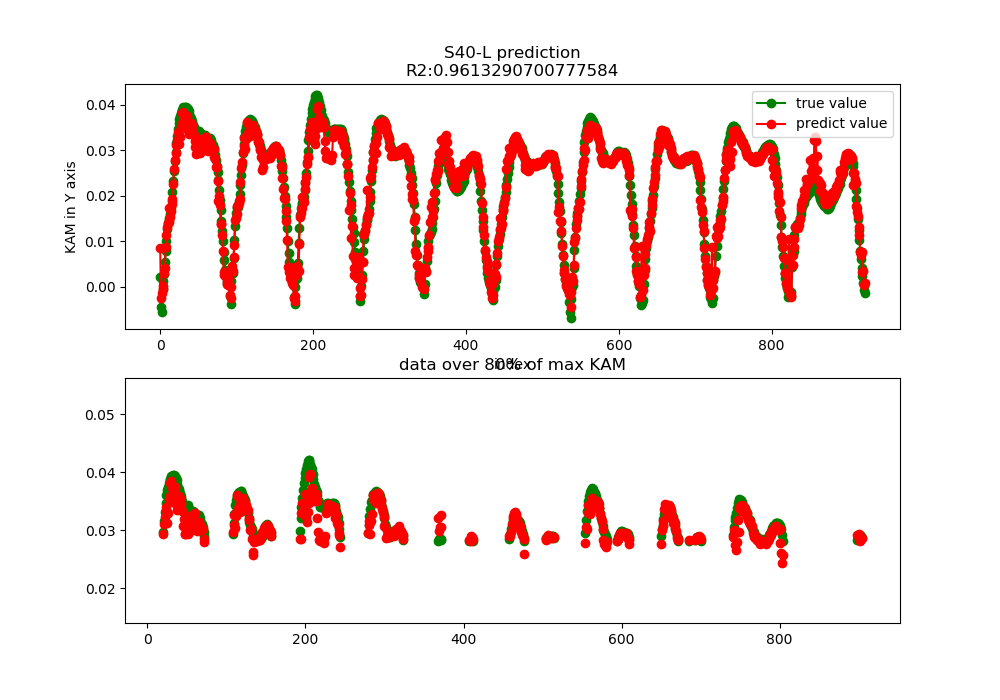 S40-L prediction
R2:0.9613290700777584
true value
predict value
KAM in Y axis
0.04
0.03
0.02
0.01
0.00
0 200 400 600 800
index
data over 80% of max KAM
0.05
0.04
0.03
0.02
0 200 400 600 800